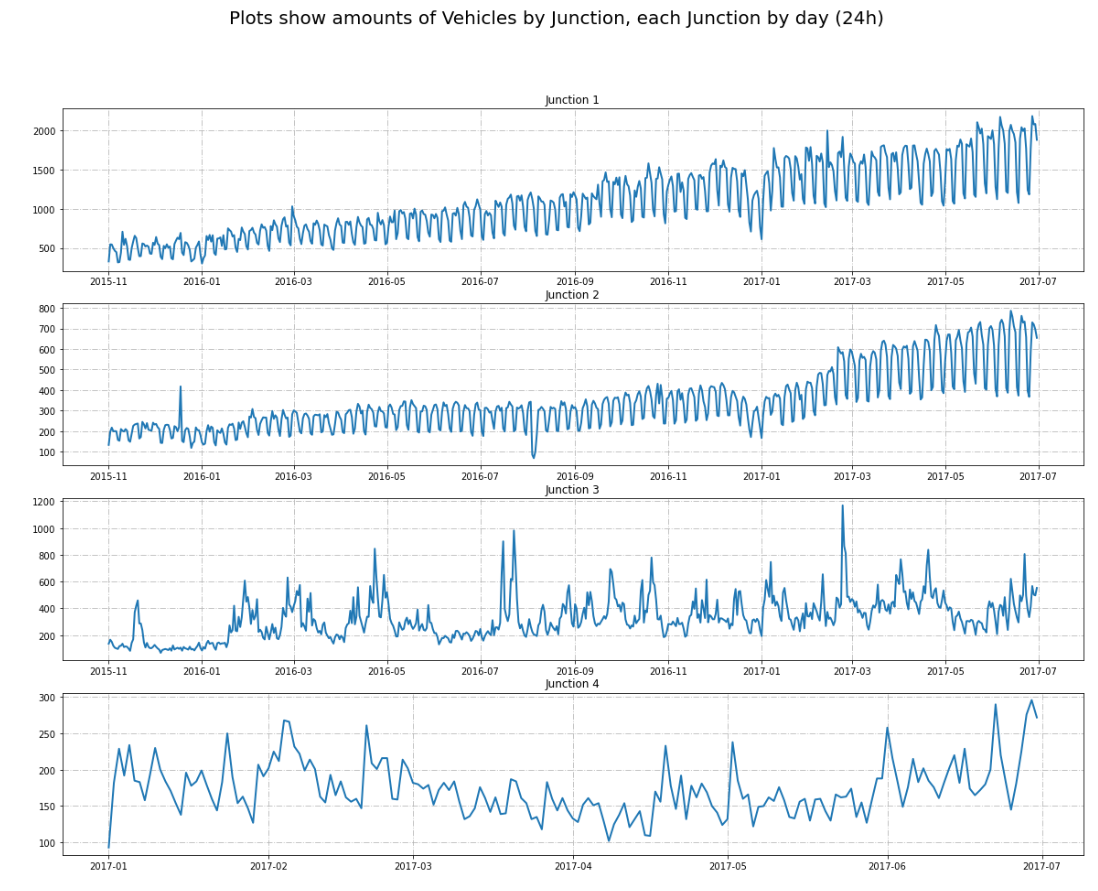 Plots show amounts of Vehicles by Junction, each Junction by day (24h)
Junction 1
2000
1500
1000
500
2015-11 2016-01 2016-03 2016-04 2016-05 2016-07 2016-09 2016-11 2017-01 2017-03 2017-05 2017-07
Junction 2
800
700
600
500
400
300
200
100
2015-11 2016-01 2016-03 2016-04 2016-05 2016-07 2016-09 2016-11 2017-01 2017-03 2017-05 2017-07
Junction 3
1200
1000
800
600
400
200
2015-11 2016-01 2016-03 2016-04 2016-05 2016-07 2016-09 2016-11 2017-01 2017-03 2017-05 2017-07
Junction 4
300
250
200
150
100
2017-01 2017-02 2017-03 2017-04 2017-05 2017-06 2017-07